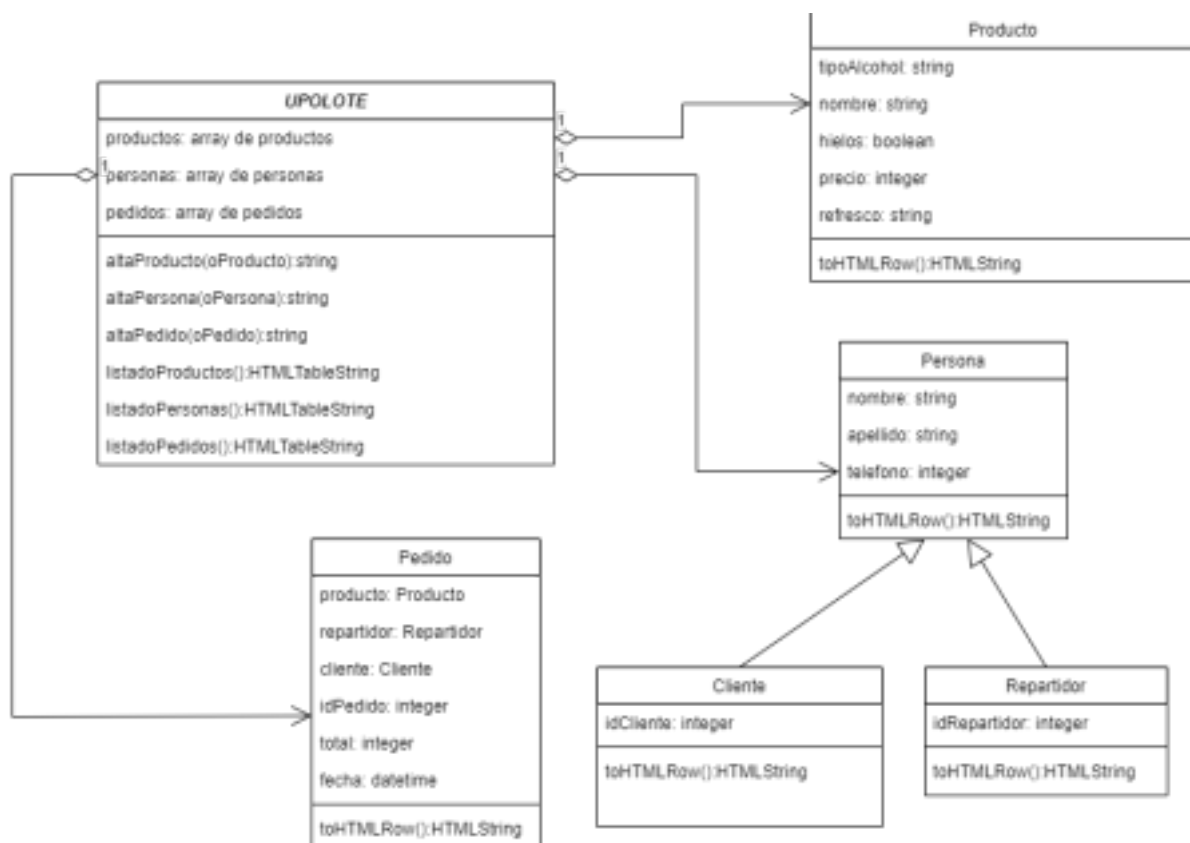 Producto
tipoAlcohol: string
nombre: string
hielos: boolean
precio: integer
refresco: string
toHTMLRow():HTMLString
UPOLOTE
productos: array de productos
personas: array de personas
pedidos: array de pedidos
altaProducto(oProducto):string
altaPersona(oPersona):string
altaPedido(oPedido):string
listadoProductos():HTMLTableString
listadoPersonas():HTMLTableString
listadoPedidos():HTMLTableString
1
1
1
Persona
nombre: string
apellido: string
telefono: integer
toHTMLRow():HTMLString
Pedido
producto: Producto
repartidor: Repartidor
cliente: Cliente
idPedido: integer
total: integer
fecha: datetime
toHTMLRow():HTMLString
Cliente
idCliente: integer
toHTMLRow():HTMLString
Repartidor
idRepartidor: integer
toHTMLRow():HTMLString